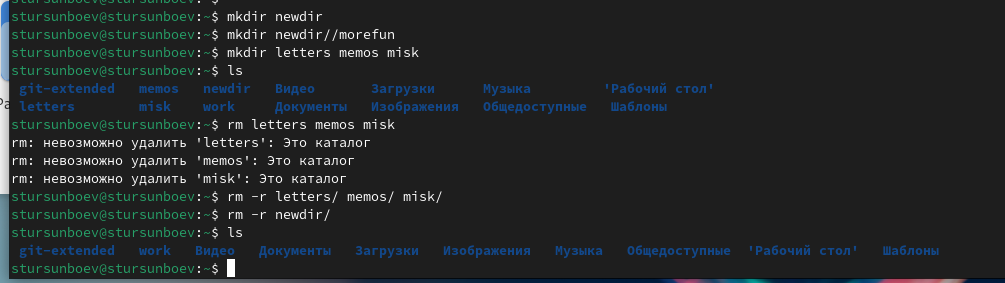 stursunboev@stursunboev:~$
stursunboev@stursunboev:~$ mkdir newdir
stursunboev@stursunboev:~$ mkdir newdir//morefun
stursunboev@stursunboev:~$ mkdir letters memos misk
stursunboev@stursunboev:~$ ls
git-extended memos newdir Видео Загрузки Музыка 'Рабочий стол'
letters misk work Документы Изображения Общедоступные Шаблоны
stursunboev@stursunboev:~$ rm letters memos misk
rm: невозможно удалить 'letters': Это каталог
rm: невозможно удалить 'memos': Это каталог
rm: невозможно удалить 'misk': Это каталог
stursunboev@stursunboev:~$ rm -r letters/ memos/ misk/
stursunboev@stursunboev:~$ rm -r newdir/
stursunboev@stursunboev:~$ ls
git-extended work Видео Документы Загрузки Изображения Музыка Общедоступные 'Рабочий стол' Шаблоны
stursunboev@stursunboev:~$